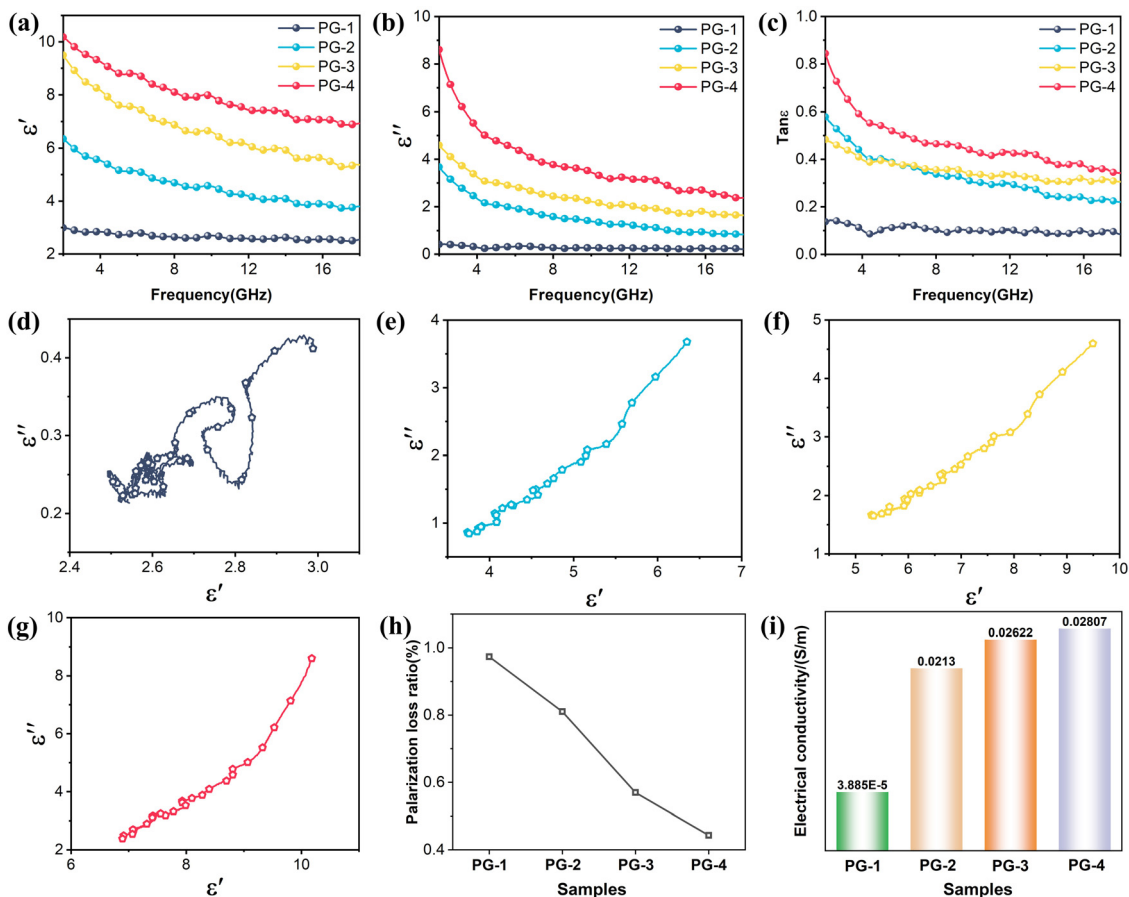 (a)
PG-1
PG-2
PG-3
PG-4
10
8
6
4
2
ε′
4
8
12
16
Frequency(GHz)
(b)
PG-1
PG-2
PG-3
PG-4
10
8
6
4
2
0
ε′′
4
8
12
16
Frequency(GHz)
(c)
PG-1
PG-2
PG-3
PG-4
1.0
0.8
0.6
0.4
0.2
0.0
Tanε
4
8
12
16
Frequency(GHz)
(d)
0.4
0.3
0.2
ε′′
2.4
2.6
2.8
3.0
ε′
(e)
4
3
2
1
ε′′
4
5
6
7
ε′
(f)
5
4
3
2
1
ε′′
5
6
7
8
9
10
ε′
(g)
10
8
6
4
2
ε′′
6
8
10
ε′
(h)
1.0
0.8
0.6
0.4
Palarization loss ratio(%)
PG-1
PG-2
PG-3
PG-4
Samples
(i)
Electrical conductivity/(S/m)
3.885E-5
0.0213
0.02622
0.02807
PG-1
PG-2
PG-3
PG-4
Samples